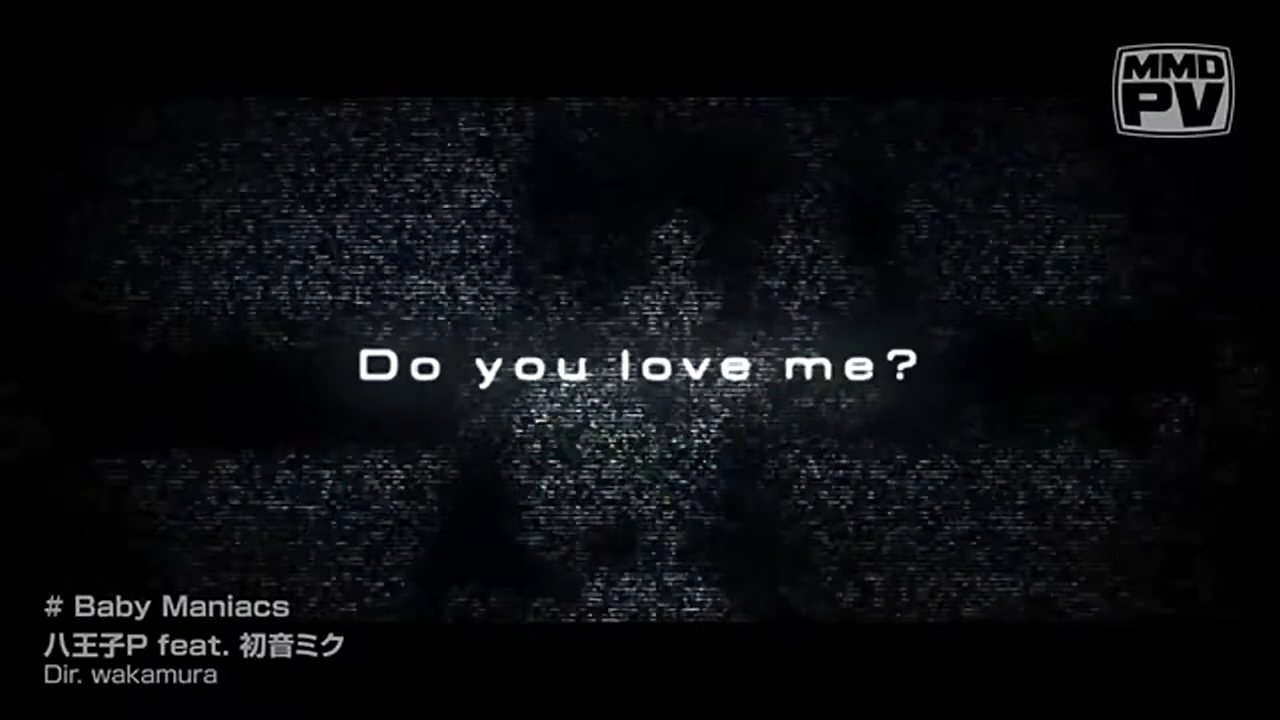 MMD
PV
Do you love me?
# Baby Maniacs
八王子P feat. 初音ミク
Dir. wakamura